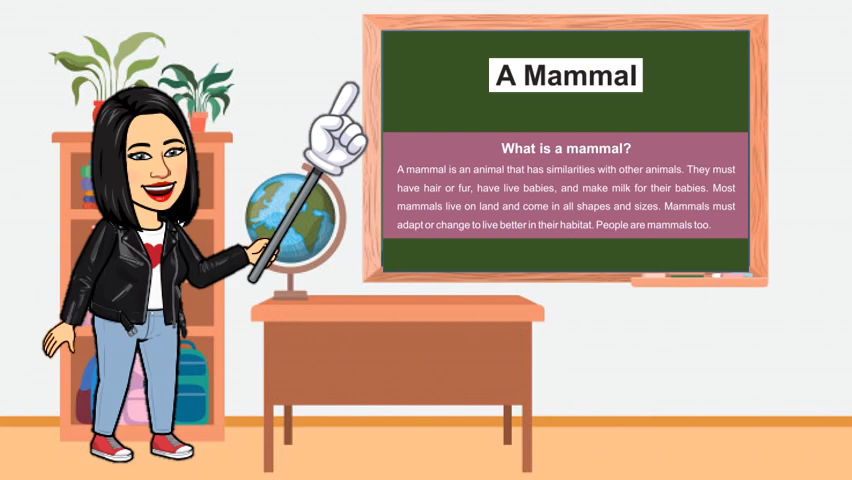 A Mammal
What is a mammal?
A mammal is an animal that has similarities with other animals. They must
have hair or fur, have live babies, and make milk for their babies. Most
mammals live on land and come in all shapes and sizes. Mammals must
adapt or change to live better in their habitat. People are mammals too.